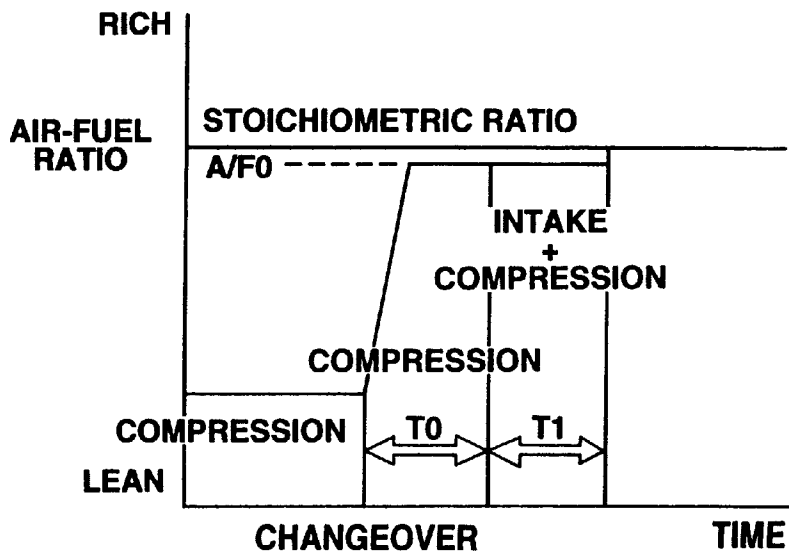 RICH
STOICHIOMETRIC RATIO
AIR-FUEL
RATIO
A/F0
INTAKE
+
COMPRESSION
COMPRESSION
COMPRESSION
T0
T1
LEAN
CHANGEOVER
TIME